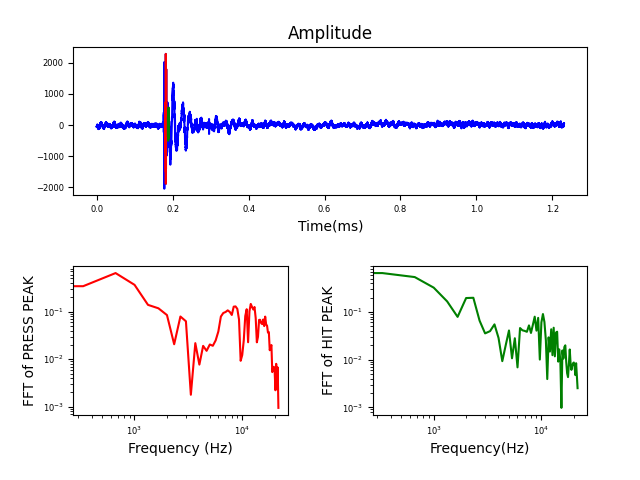 Amplitude
2000
1000
0
−1000
−2000
0.0 0.2 0.4 0.6 0.8 1.0 1.2
Time(ms)
FFT of PRESS PEAK
10⁻¹
10⁻²
10⁻³
10³ 10⁴
Frequency (Hz)
FFT of HIT PEAK
10⁻¹
10⁻²
10⁻³
10³ 10⁴
Frequency(Hz)